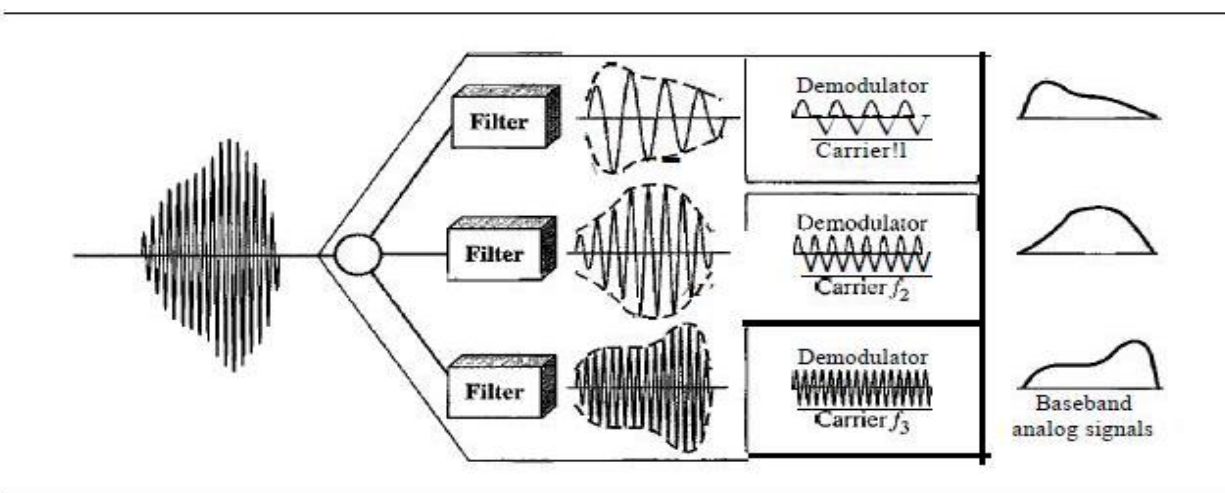 Filter
Demodulator
Carrier!1
Filter
Demodulator
Carrier f2
Filter
Demodulator
Carrier f3
Baseband
analog signals